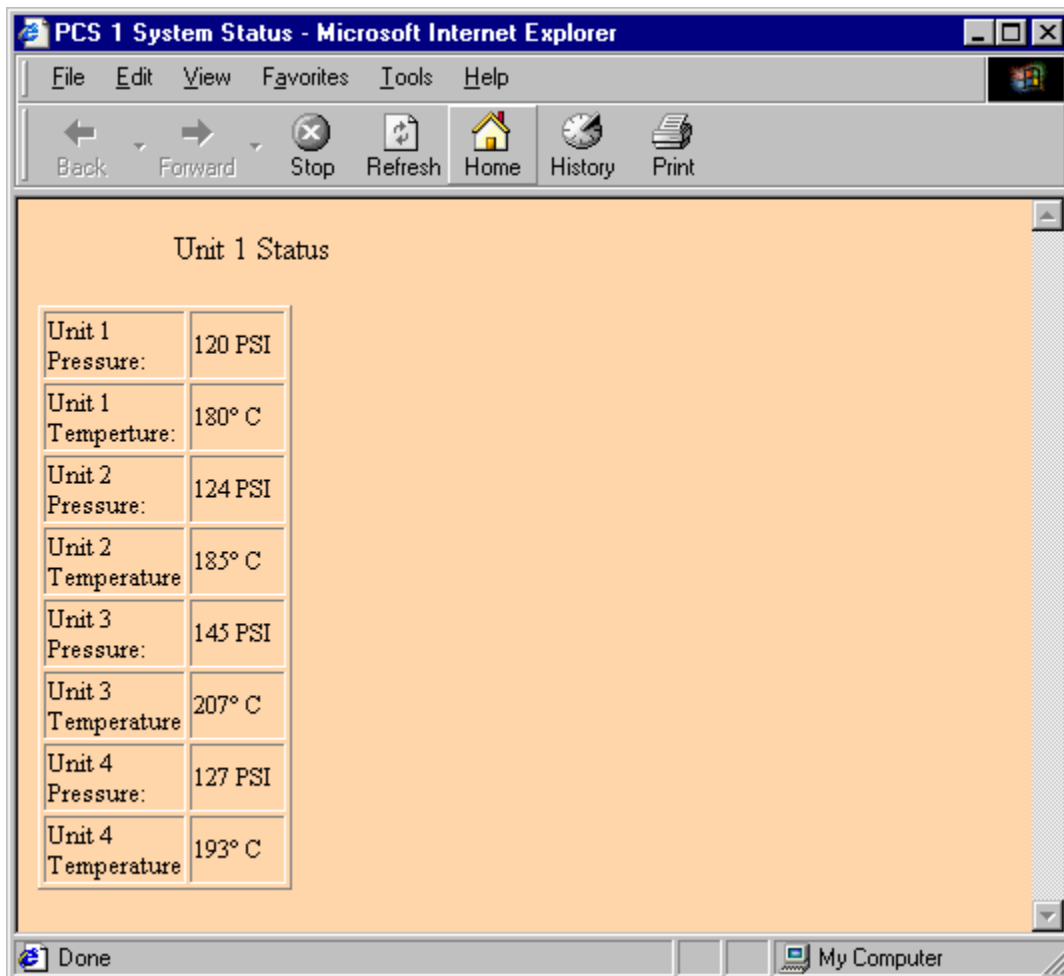 PCS 1 System Status - Microsoft Internet Explorer
File Edit View Favorites Tools Help
Back Forward Stop Refresh Home History Print
Unit 1 Status
Unit 1
Pressure:
120 PSI
Unit 1
Temperture:
180° C
Unit 2
Pressure:
124 PSI
Unit 2
Temperature
185° C
Unit 3
Pressure:
145 PSI
Unit 3
Temperature
207° C
Unit 4
Pressure:
127 PSI
Unit 4
Temperature
193° C
Done My Computer